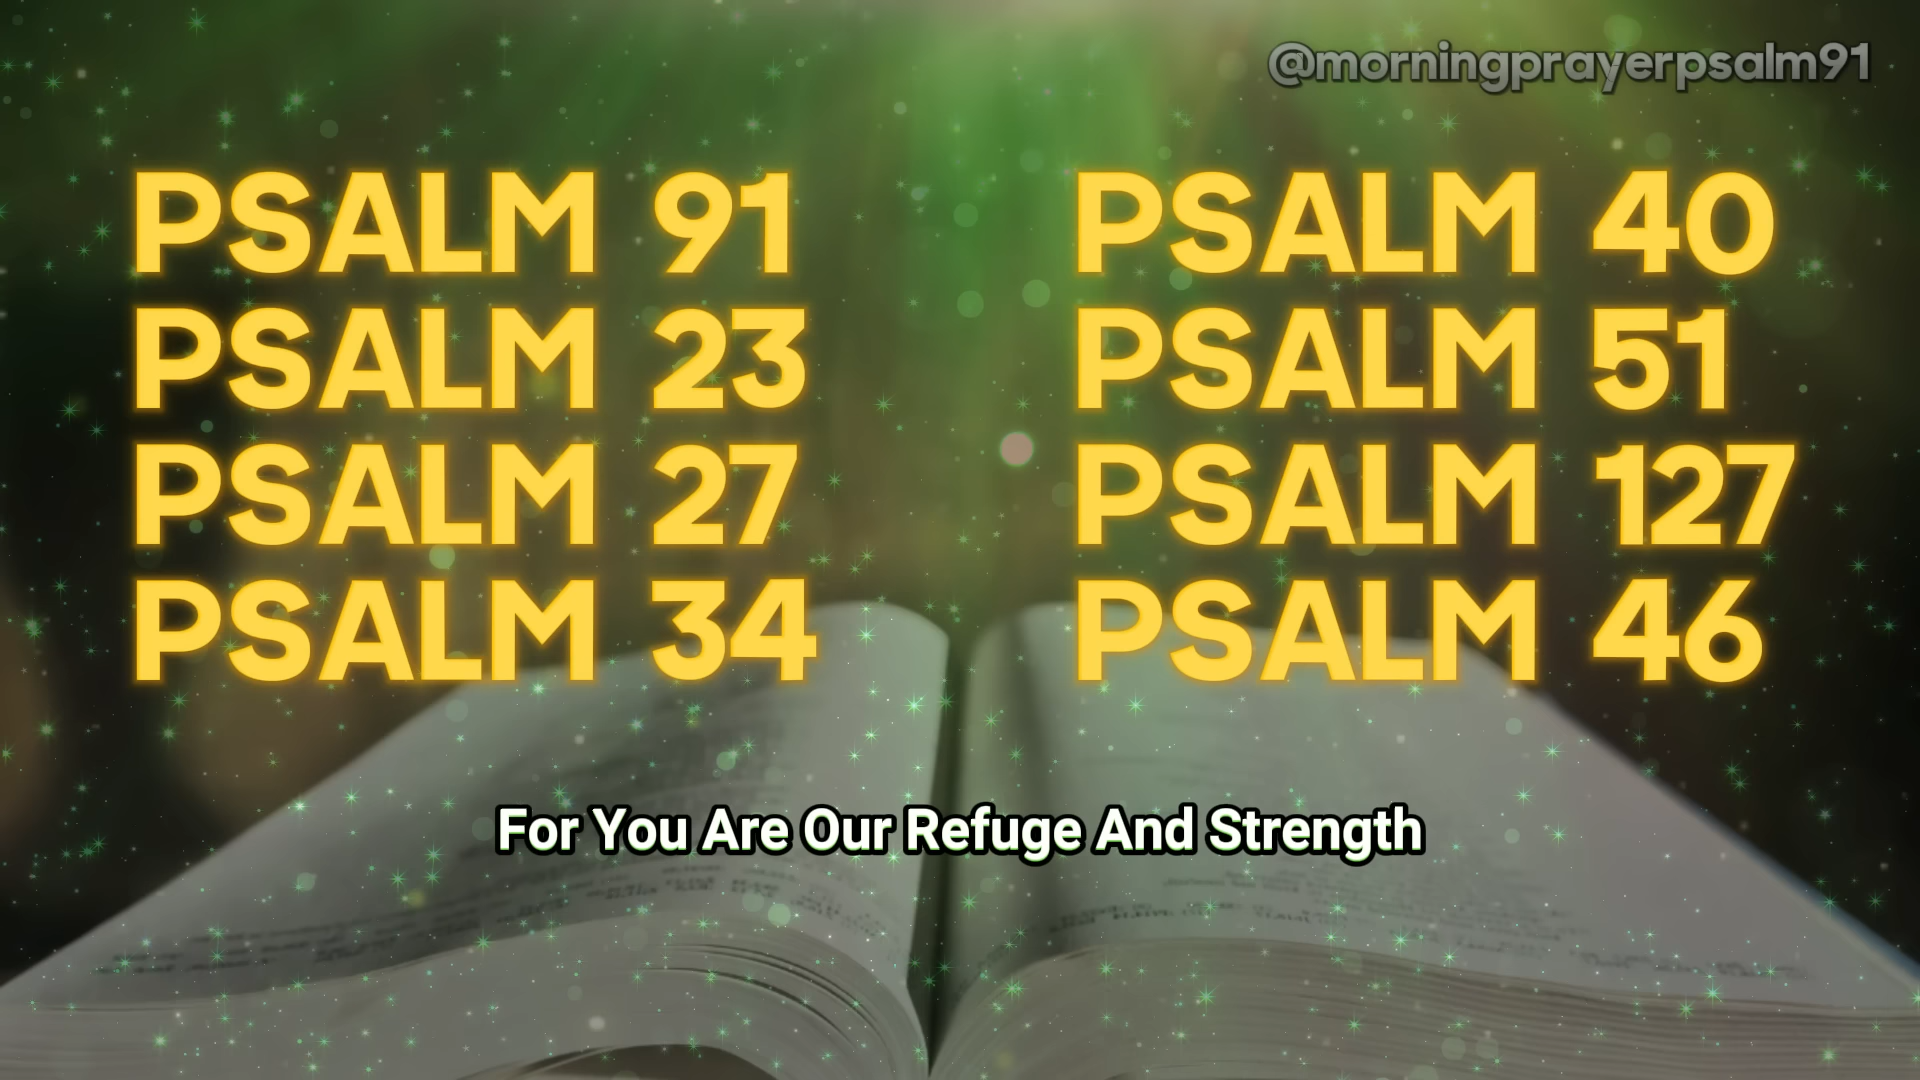 @morningprayerpsalm91
PSALM 91
PSALM 23
PSALM 27
PSALM 34
PSALM 40
PSALM 51
PSALM 127
PSALM 46
For You Are Our Refuge And Strength